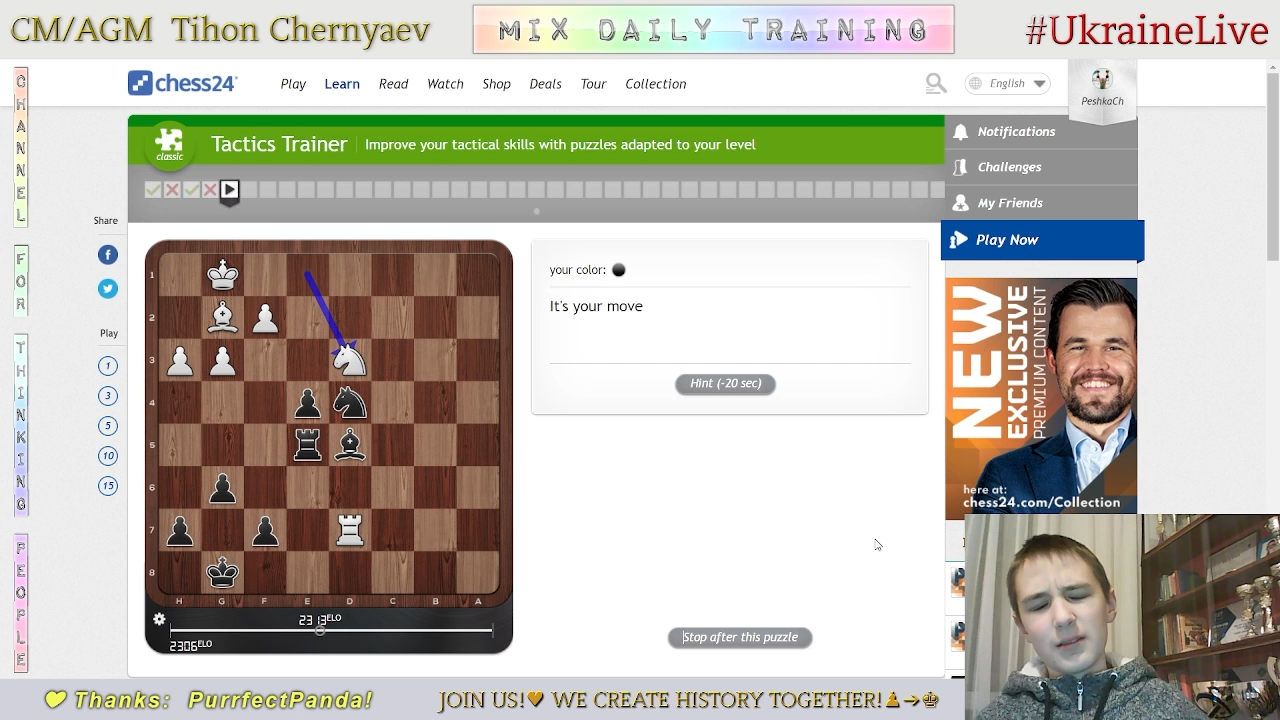 CM/AGM Tihon Chernyaev
MIX DAILY TRAINING
#UkraineLive
CHANNEL
FOR
THINKING
PEOPLE
chess24
Play
Learn
Read
Watch
Shop
Deals
Tour
Collection
English
PeshkaCh
classic
Tactics Trainer
Improve your tactical skills with puzzles adapted to your level
Notifications
Challenges
My Friends
Play Now
Share
Play
1
3
5
10
15
1
2
3
4
5
6
7
8
H G F E D C B A
2313ELO
2306ELO
your color:
It's your move
Hint (-20 sec)
Stop after this puzzle
NEW
EXCLUSIVE
PREMIUM CONTENT
here at:
chess24.com/Collection
Thanks: PurrfectPanda!
JOIN US! WE CREATE HISTORY TOGETHER!